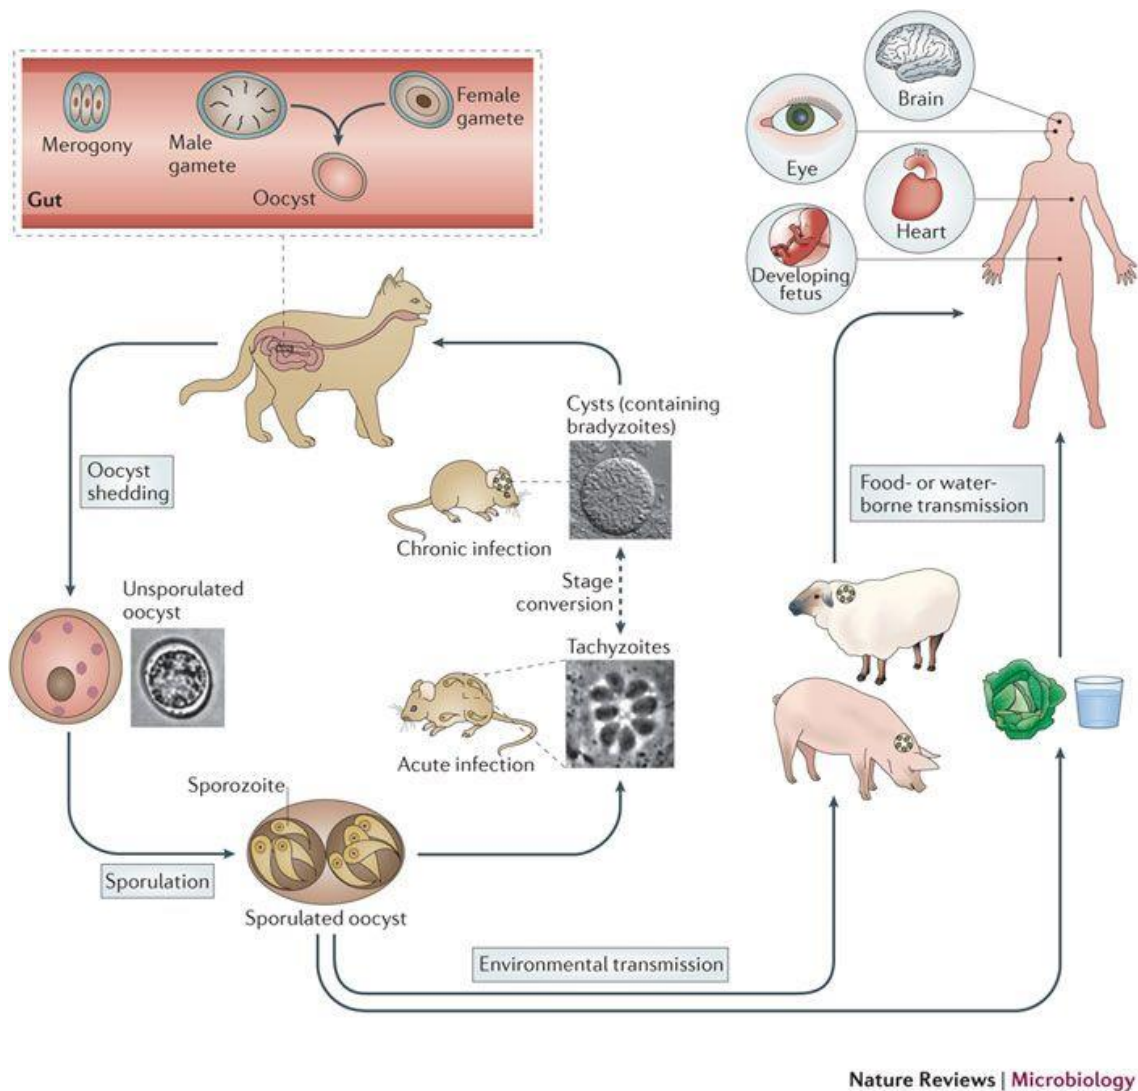 Merogony
Male
gamete
Female
gamete
Oocyst
Gut
Brain
Eye
Heart
Developing
fetus
Oocyst
shedding
Cysts (containing
bradyzoites)
Chronic infection
Stage
conversion
Tachyzoites
Acute infection
Unsporulated
oocyst
Sporozoite
Sporulation
Sporulated oocyst
Food- or water-
borne transmission
Environmental transmission
Nature Reviews | Microbiology